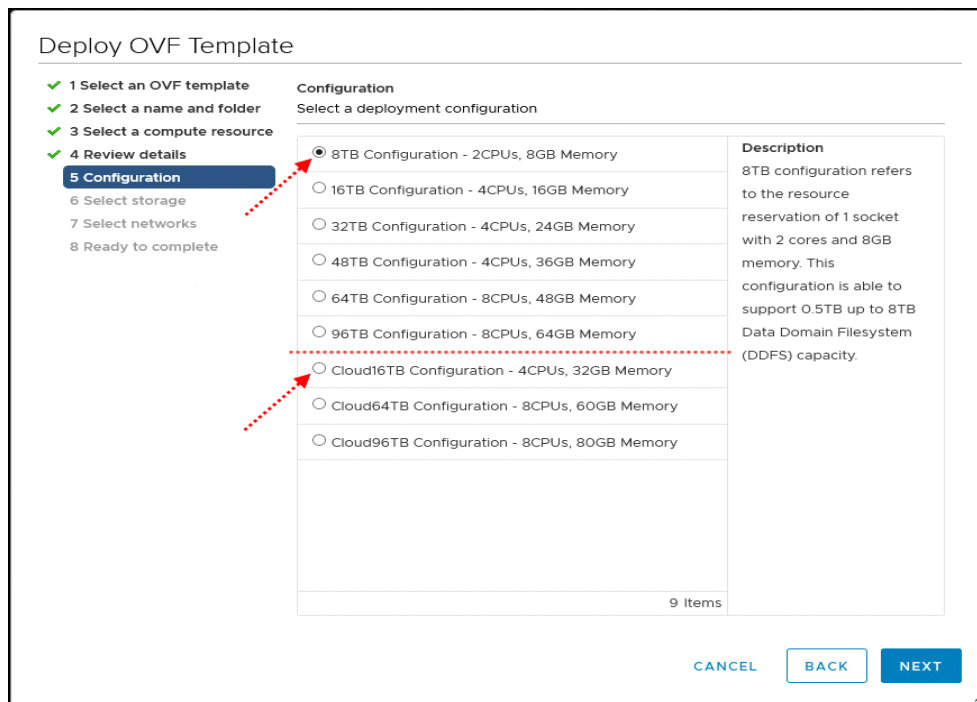 Deploy OVF Template
1 Select an OVF template
2 Select a name and folder
3 Select a compute resource
4 Review details
5 Configuration
6 Select storage
7 Select networks
8 Ready to complete
Configuration
Select a deployment configuration
8TB Configuration - 2CPUs, 8GB Memory
16TB Configuration - 4CPUs, 16GB Memory
32TB Configuration - 4CPUs, 24GB Memory
48TB Configuration - 4CPUs, 36GB Memory
64TB Configuration - 8CPUs, 48GB Memory
96TB Configuration - 8CPUs, 64GB Memory
Cloud16TB Configuration - 4CPUs, 32GB Memory
Cloud64TB Configuration - 8CPUs, 60GB Memory
Cloud96TB Configuration - 8CPUs, 80GB Memory
9 Items
Description
8TB configuration refers
to the resource
reservation of 1 socket
with 2 cores and 8GB
memory. This
configuration is able to
support 0.5TB up to 8TB
Data Domain Filesystem
(DDFS) capacity.
CANCEL
BACK
NEXT